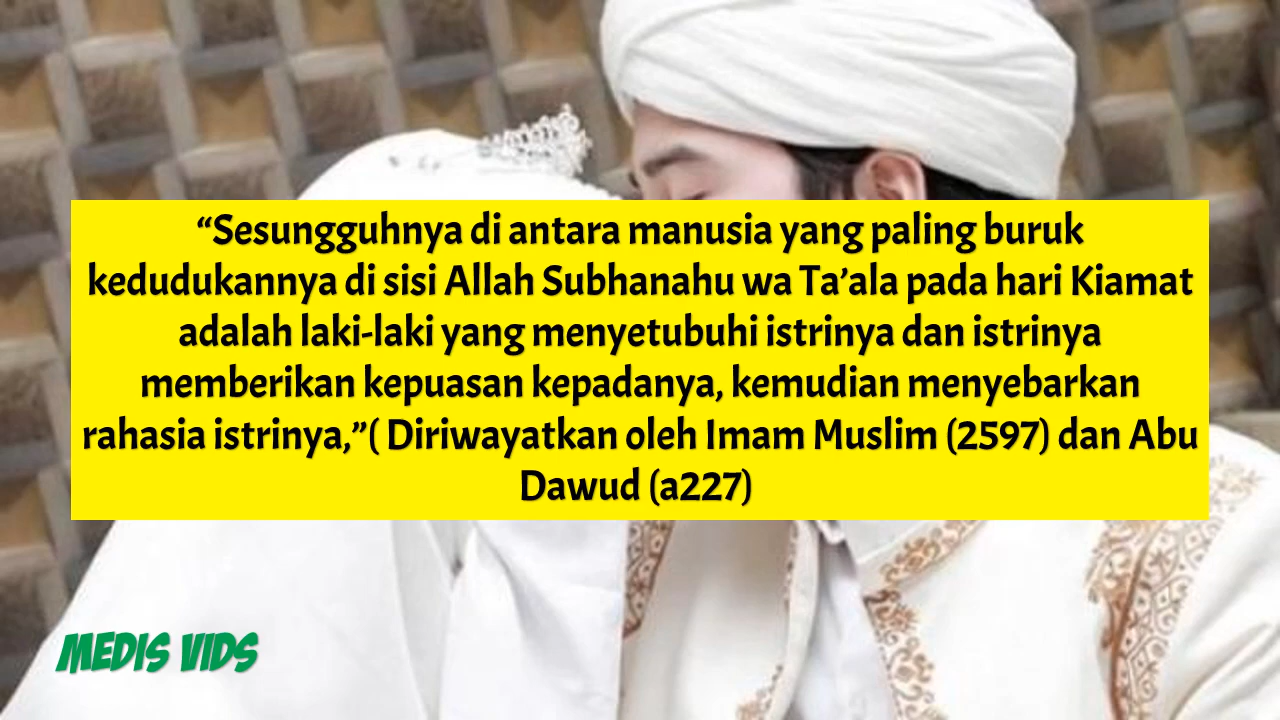 “Sesungguhnya di antara manusia yang paling buruk
kedudukannya di sisi Allah Subhanahu wa Ta’ala pada hari Kiamat
adalah laki-laki yang menyetubuhi istrinya dan istrinya
memberikan kepuasan kepadanya, kemudian menyebarkan
rahasia istrinya,”( Diriwayatkan oleh Imam Muslim (2597) dan Abu
Dawud (a227)
MEDIS VIDS